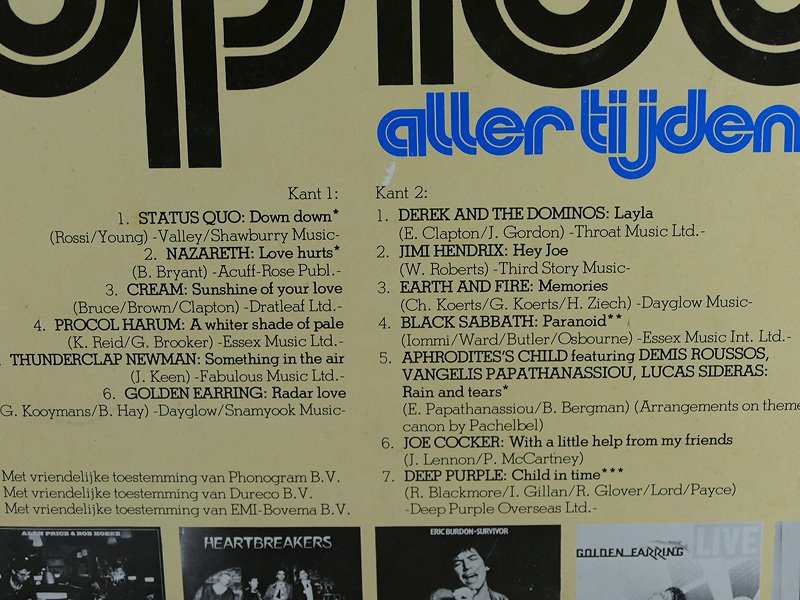 aller tijden
Kant 1:
1. STATUS QUO: Down down*
(Rossi/Young) -Valley/Shawburry Music-
2. NAZARETH: Love hurts*
(B. Bryant) -Acuff-Rose Publ.-
3. CREAM: Sunshine of your love
(Bruce/Brown/Clapton) -Dratleaf Ltd.-
4. PROCOL HARUM: A whiter shade of pale
(K. Reid/G. Brooker) -Essex Music Ltd.-
THUNDERCLAP NEWMAN: Something in the air
(J. Keen) -Fabulous Music Ltd.-
6. GOLDEN EARRING: Radar love
G. Kooymans/B. Hay) -Dayglow/Snamyook Music-
Met vriendelijke toestemming van Phonogram B.V.
Met vriendelijke toestemming van Dureco B.V.
Met vriendelijke toestemming van EMI-Bovema B.V.
Kant 2:
1. DEREK AND THE DOMINOS: Layla
(E. Clapton/J. Gordon) -Throat Music Ltd.-
2. JIMI HENDRIX: Hey Joe
(W. Roberts) -Third Story Music-
3. EARTH AND FIRE: Memories
(Ch. Koerts/G. Koerts/H. Ziech) -Dayglow Music-
4. BLACK SABBATH: Paranoid**
(Iommi/Ward/Butler/Osbourne) -Essex Music Int. Ltd.-
5. APHRODITES'S CHILD featuring DEMIS ROUSSOS,
VANGELIS PAPATHANASSIOU, LUCAS SIDERAS:
Rain and tears*
(E. Papathanassiou/B. Bergman) (Arrangements on theme
canon by Pachelbel)
6. JOE COCKER: With a little help from my friends
(J. Lennon/P. McCartney)
7. DEEP PURPLE: Child in time***
(R. Blackmore/I. Gillan/R. Glover/Lord/Payce)
-Deep Purple Overseas Ltd.-
ALAN PRICE & ROB HOEKE
HEARTBREAKERS
ERIC BURDON-SURVIVOR
GOLDEN EARRING LIVE